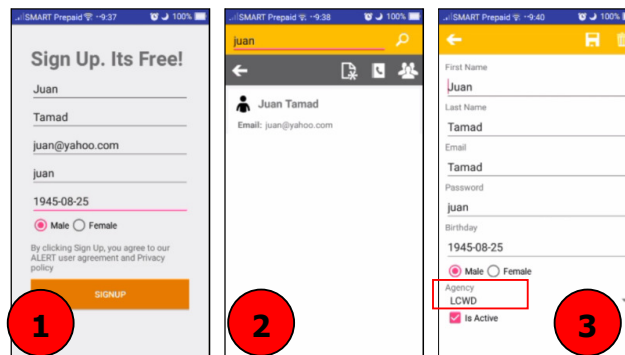 SMART Prepaid 9:37 100%
Sign Up. Its Free!
Juan
Tamad
juan@yahoo.com
juan
1945-08-25
Male Female
By clicking Sign Up, you agree to our
ALERT user agreement and Privacy
policy
SIGNUP
1
SMART Prepaid 9:38 100%
juan
Juan Tamad
Email: juan@yahoo.com
2
SMART Prepaid 9:40 100%
First Name
Juan
Last Name
Tamad
Email
Tamad
Password
juan
Birthday
1945-08-25
Male Female
Agency
LCWD
Is Active
3